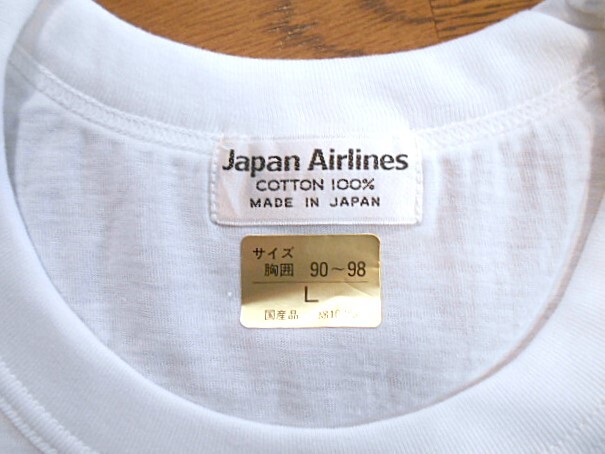 Japan Airlines
COTTON 100%
MADE IN JAPAN
サイズ
胸囲 90〜98
L
国産品